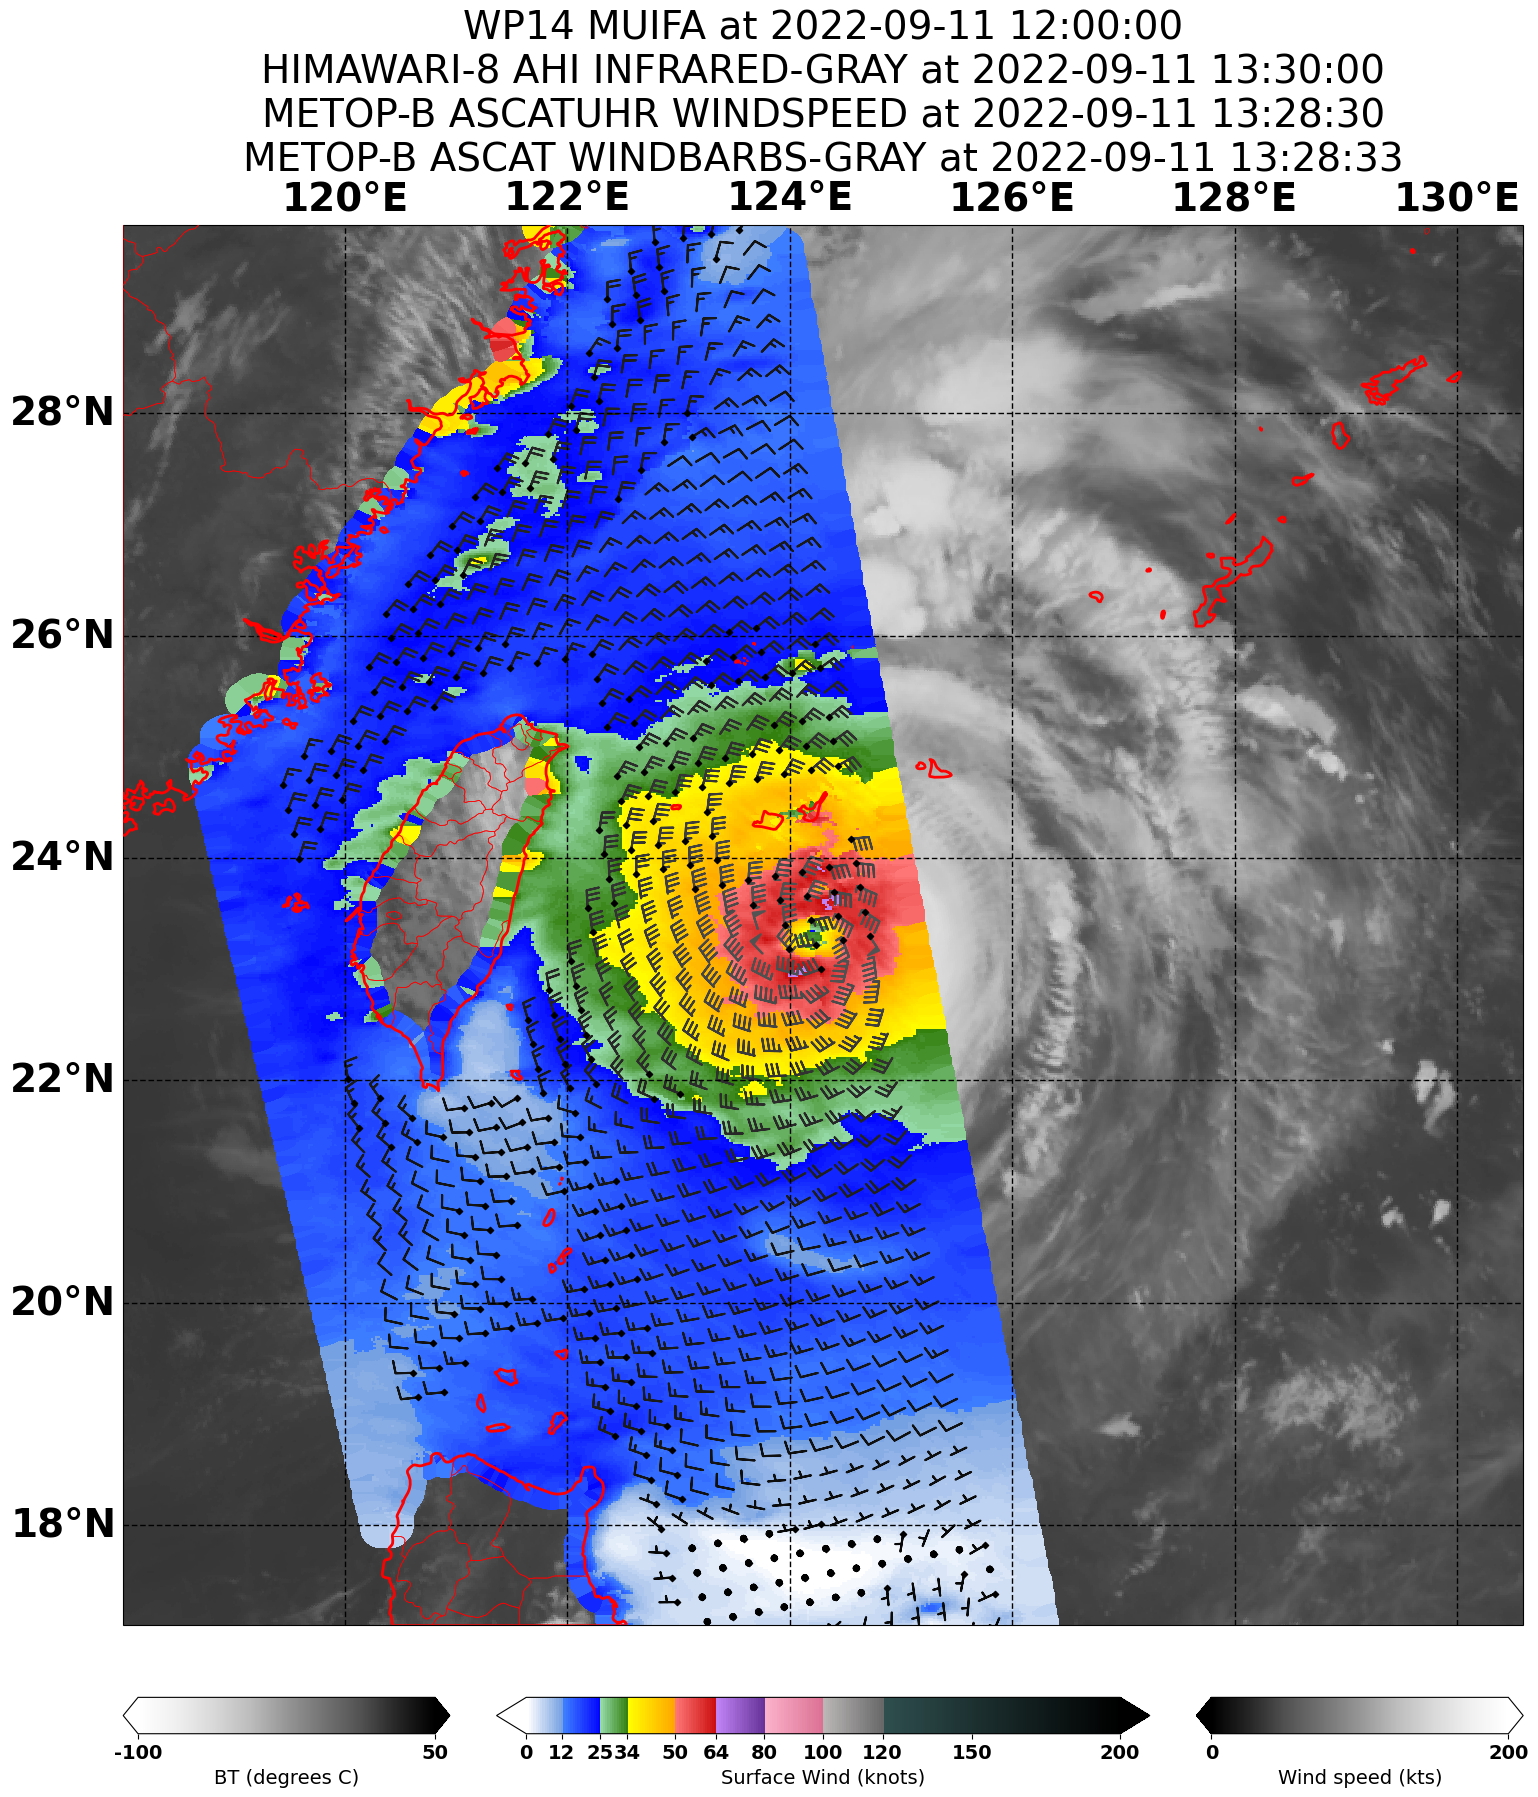 WP14 MUIFA at 2022-09-11 12:00:00
HIMAWARI-8 AHI INFRARED-GRAY at 2022-09-11 13:30:00
METOP-B ASCATUHR WINDSPEED at 2022-09-11 13:28:30
METOP-B ASCAT WINDBARBS-GRAY at 2022-09-11 13:28:33
120°E 122°E 124°E 126°E 128°E 130°E
28°N
26°N
24°N
22°N
20°N
18°N
-100 50 0 12 25 34 50 64 80 100 120 150 200 0 200
BT (degrees C) Surface Wind (knots) Wind speed (kts)